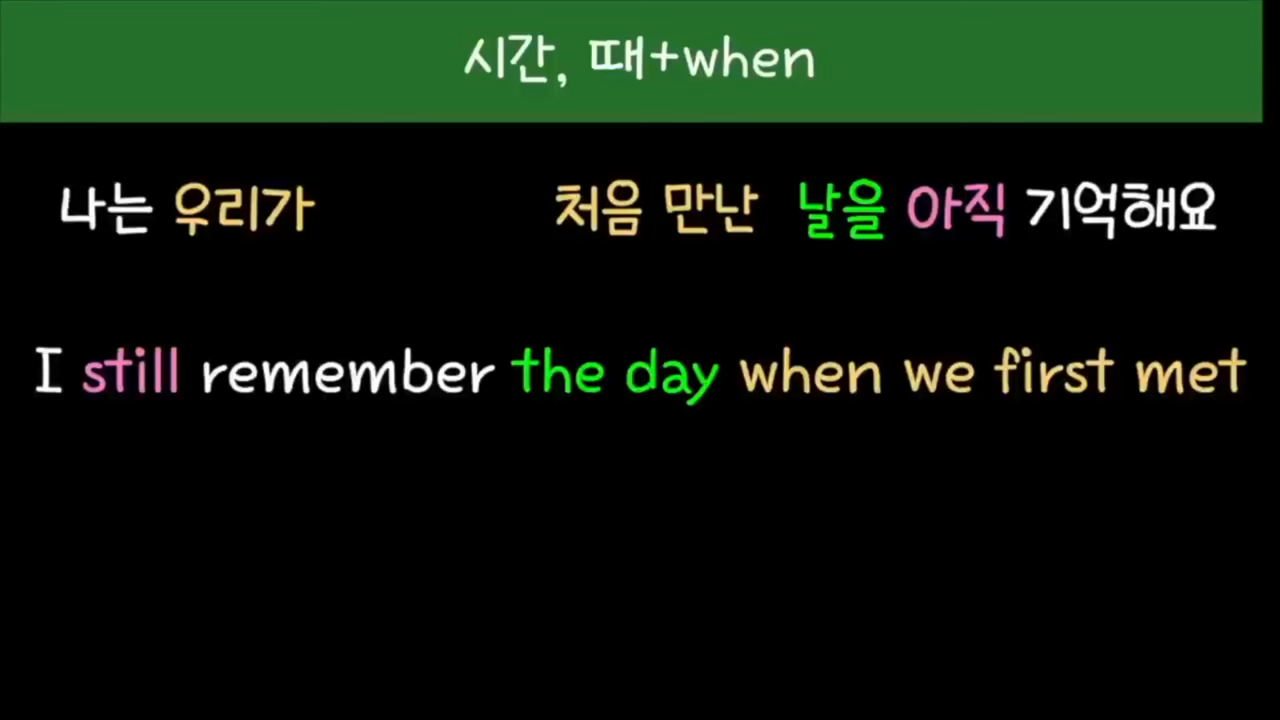 시간, 때+when
나는 우리가 처음 만난 날을 아직 기억해요
I still remember the day when we first met